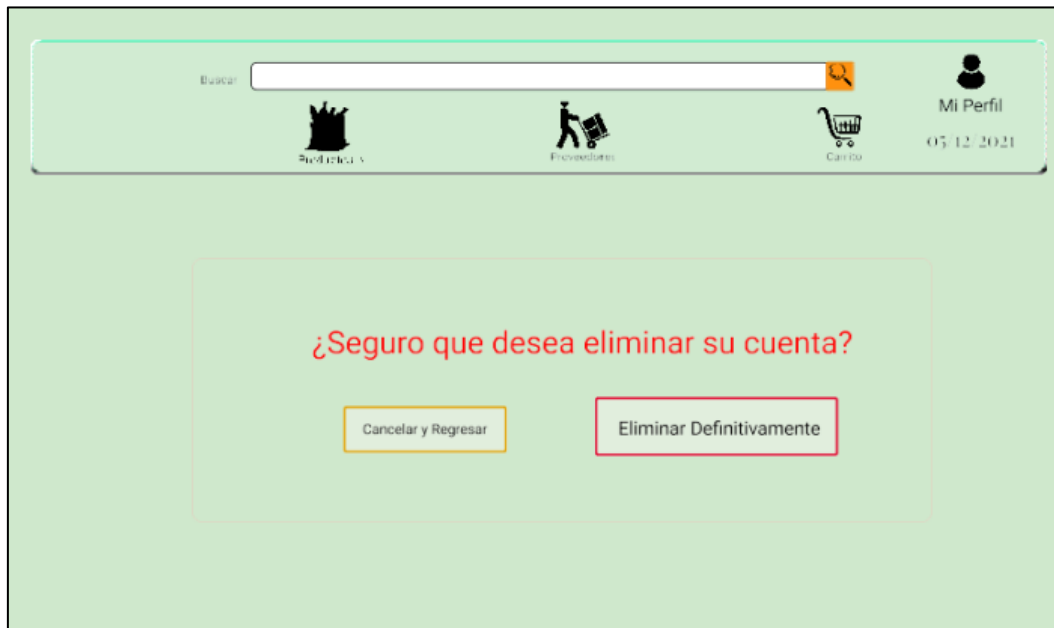 Buscar
Mi Perfil
Proveedores
Carrito
05/12/2021
¿Seguro que desea eliminar su cuenta?
Cancelar y Regresar
Eliminar Definitivamente